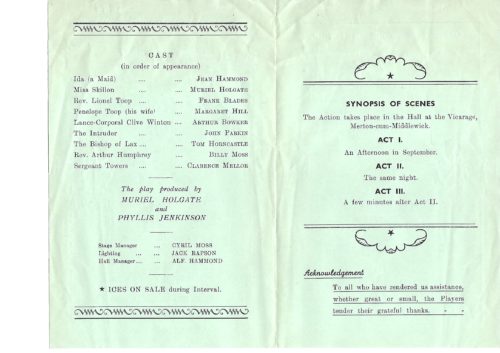 CAST
(in order of appearance)
Ida (a Maid) ... ... JEAN HAMMOND
Miss Skillon ... ... MURIEL HOLGATE
Rev. Lionel Toop ... ... FRANK BLADES
Penelope Toop (his wife) ... MARGARET HILL
Lance-Corporal Clive Winton ... ARTHUR BOWKER
The Intruder ... ... JOHN PARKIN
The Bishop of Lax ... ... TOM HORNCASTLE
Rev. Arthur Humphrey ... BILLY MOSS
Sergeant Towers ... ... CLARENCE MELLOR
The play produced by
MURIEL HOLGATE
and
PHYLLIS JENKINSON
Stage Manager ... CYRIL MOSS
Lighting ... ... JACK RAPSON
Hall Manager ... ... ALF. HAMMOND
★ ICES ON SALE during Interval.
SYNOPSIS OF SCENES
The Action takes place in the Hall at the Vicarage,
Merton-cum-Middlewick.
ACT I.
An Afternoon in September.
ACT II.
The same night.
ACT III.
A few minutes after Act II.
Acknowledgement
To all who have rendered us assistance,
whether great or small, the Players
tender their grateful thanks. - -